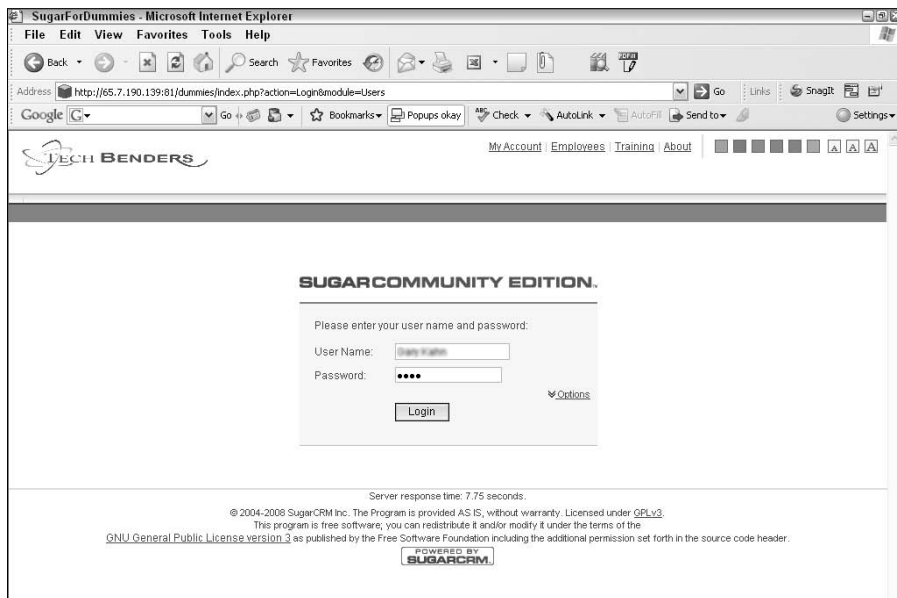 SugarForDummies - Microsoft Internet Explorer
File Edit View Favorites Tools Help
Back Search Favorites
Address http://65.7.190.139:81/dummies/index.php?action=Login&module=Users Go Links SnagIt
Google G Go Bookmarks Popups okay ABC Check AutoLink AutoFill Send to Settings
TECH BENDERS
My Account | Employees | Training | About A A A
SUGARCOMMUNITY EDITION
Please enter your user name and password:
User Name:
Password: ••••
Options
Login
Server response time: 7.75 seconds.
© 2004-2008 SugarCRM Inc. The Program is provided AS IS, without warranty. Licensed under GPLv3.
This program is free software; you can redistribute it and/or modify it under the terms of the
GNU General Public License version 3 as published by the Free Software Foundation including the additional permission set forth in the source code header.
POWERED BY
SUGARCRM